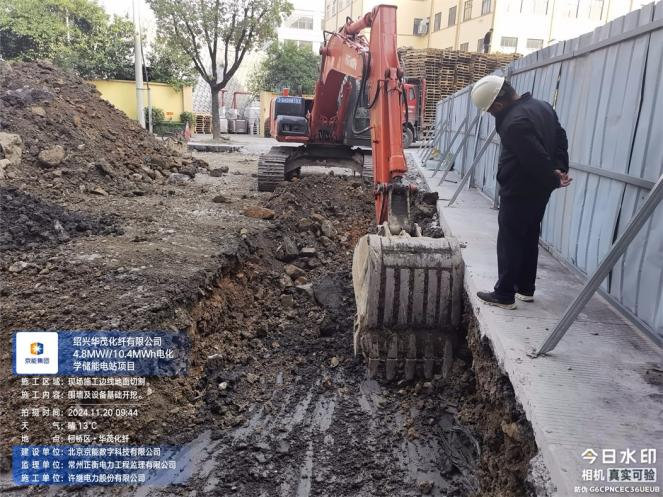 京能集团
绍兴华茂化纤有限公司
4.8MW//10.4MWh电化
学储能电站项目
施工区域：现场施工边线地面切割。
施工内容：围墙及设备基础开挖。
拍摄时间：2024.11.20 09:44
天气：晴 13℃
地点：柯桥区·华茂化纤
建设单位：北京京能数字科技有限公司
监理单位：常州正衡电力工程监理有限公司
施工单位：许继电力股份有限公司
今日水印
相机 真实可验
防伪 G6CPNCEC36UEUB